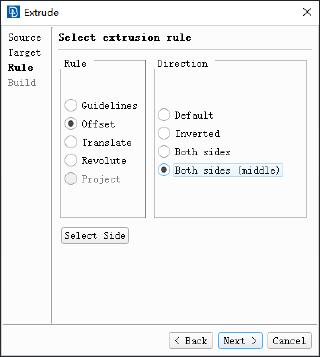 Extrude
Source
Target
Rule
Build
Select extrusion rule
Rule
Guidelines
Offset
Translate
Revolute
Project
Direction
Default
Inverted
Both sides
Both sides (middle)
Select Side
< Back
Next >
Cancel